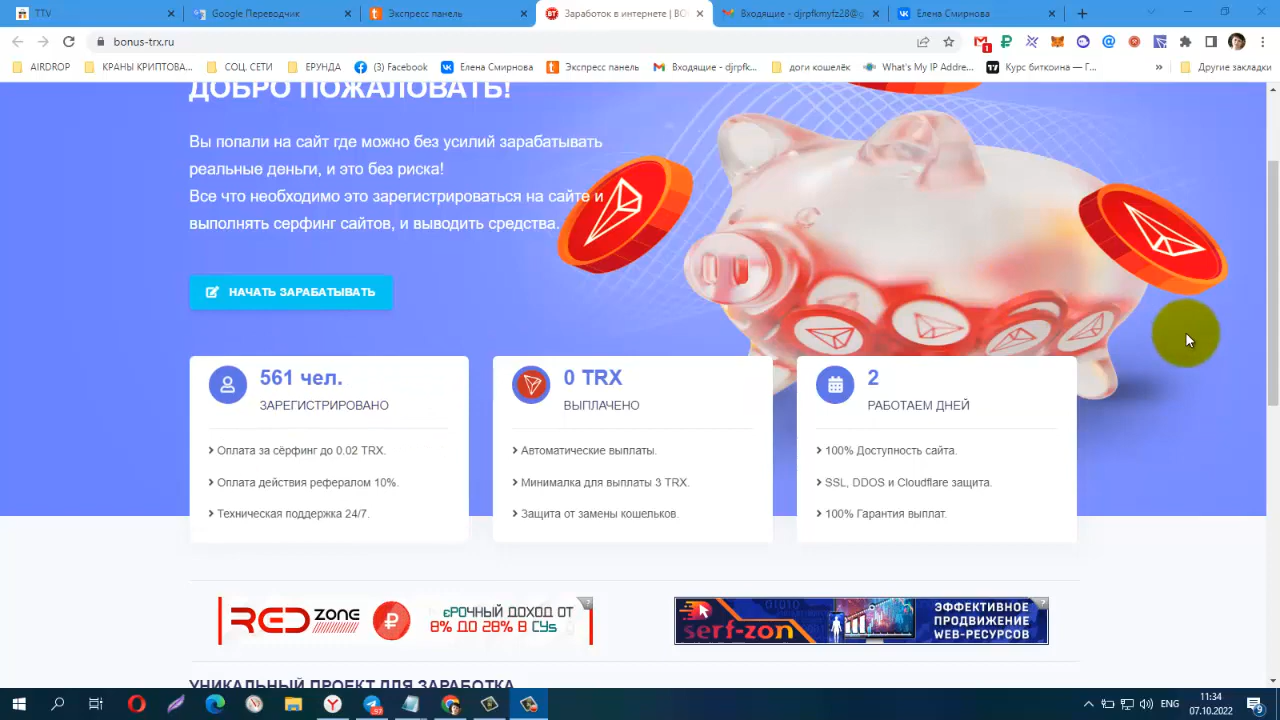 TTV
Google Переводчик
Экспресс панель
Заработок в интернете | BO
Входящие - djrpfkmyfz28@g
Елена Смирнова
bonus-trx.ru
1
AIRDROP
КРАНЫ КРИПТОВА...
СОЦ. СЕТИ
ЕРУНДА
(3) Facebook
Елена Смирнова
Экспресс панель
Входящие - djrpfk...
доги кошелёк
What's My IP Addre...
Курс биткоина — Г...
»
Другие закладки
ДОБРО ПОЖАЛОВАТЬ!
Вы попали на сайт где можно без усилий зарабатывать
реальные деньги, и это без риска!
Все что необходимо это зарегистрироваться на сайте и
выполнять серфинг сайтов, и выводить средства.
НАЧАТЬ ЗАРАБАТЫВАТЬ
561 чел.
ЗАРЕГИСТРИРОВАНО
Оплата за сёрфинг до 0.02 TRX.
Оплата действия рефералом 10%.
Техническая поддержка 24/7.
0 TRX
ВЫПЛАЧЕНО
Автоматические выплаты.
Минималка для выплаты 3 TRX.
Защита от замены кошельков.
2
РАБОТАЕМ ДНЕЙ
100% Доступность сайта.
SSL, DDOS и Cloudflare защита.
100% Гарантия выплат.
RED ZONE
₽
ДОХОД ОТ
8% ДО 28% В
serf-zon
ЭФФЕКТИВНОЕ
ПРОДВИЖЕНИЕ
WEB-РЕСУРСОВ
УНИКАЛЬНЫЙ ПРОЕКТ ДЛЯ ЗАРАБОТКА
ENG
11:34
07.10.2022